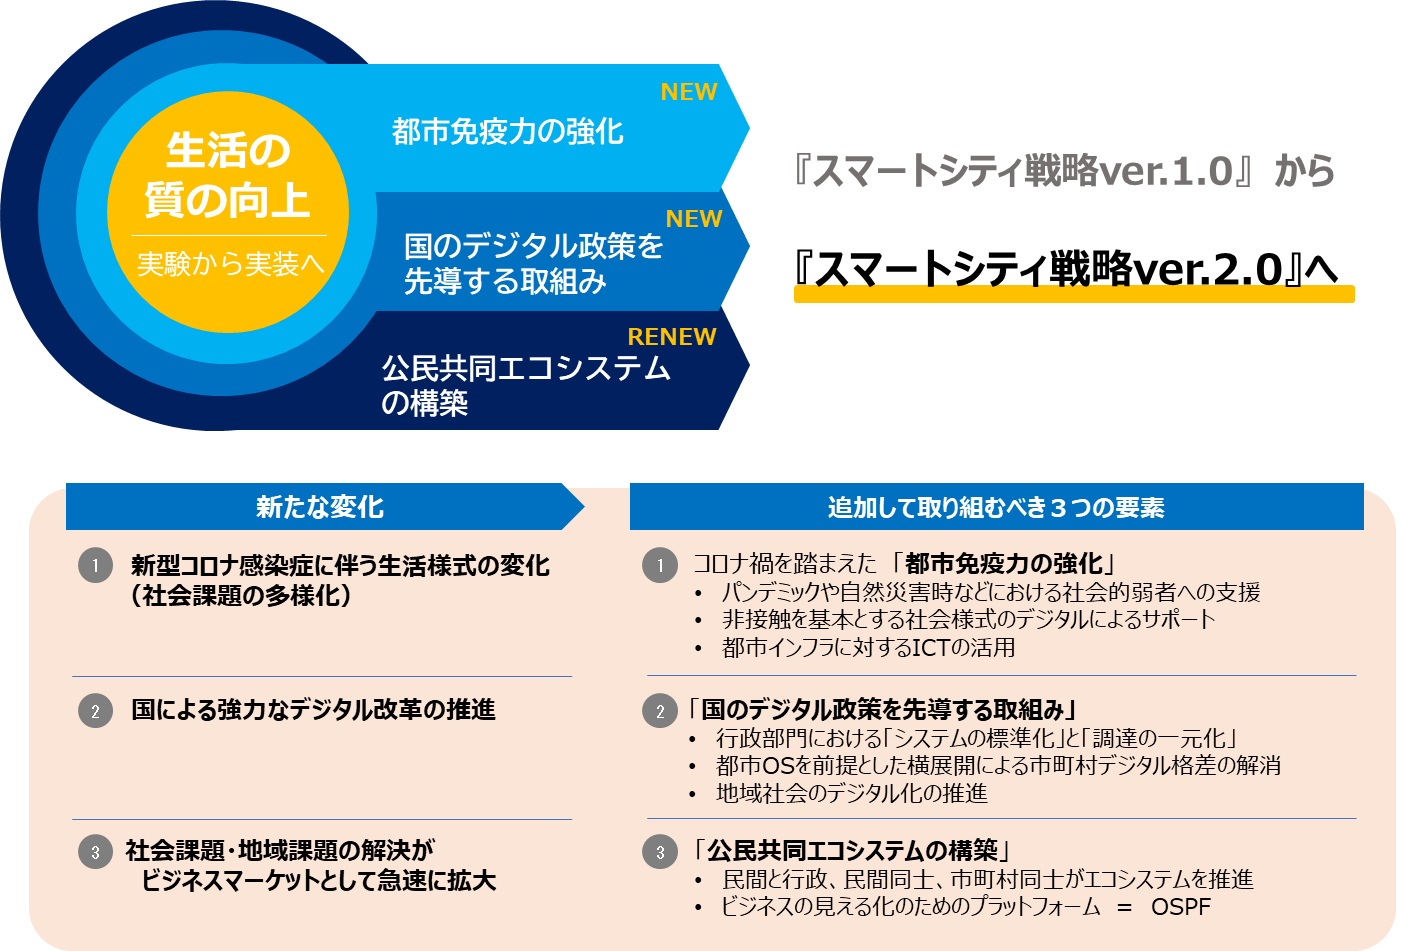 生活の
質の向上
実験から実装へ
NEW
都市免疫力の強化
NEW
国のデジタル政策を
先導する取組み
RENEW
公民共同エコシステム
の構築
『スマートシティ戦略ver.1.0』 から
『スマートシティ戦略ver.2.0』へ
新たな変化
1 新型コロナ感染症に伴う生活様式の変化
（社会課題の多様化）
2 国による強力なデジタル改革の推進
3 社会課題・地域課題の解決が
ビジネスマーケットとして急速に拡大
追加して取り組むべき３つの要素
1 コロナ禍を踏まえた 「都市免疫力の強化」
• パンデミックや自然災害時などにおける社会的弱者への支援
• 非接触を基本とする社会様式のデジタルによるサポート
• 都市インフラに対するICTの活用
2 「国のデジタル政策を先導する取組み」
• 行政部門における「システムの標準化」と「調達の一元化」
• 都市OSを前提とした横展開による市町村デジタル格差の解消
• 地域社会のデジタル化の推進
3 「公民共同エコシステムの構築」
• 民間と行政、民間同士、市町村同士がエコシステムを推進
• ビジネスの見える化のためのプラットフォーム ＝ OSPF